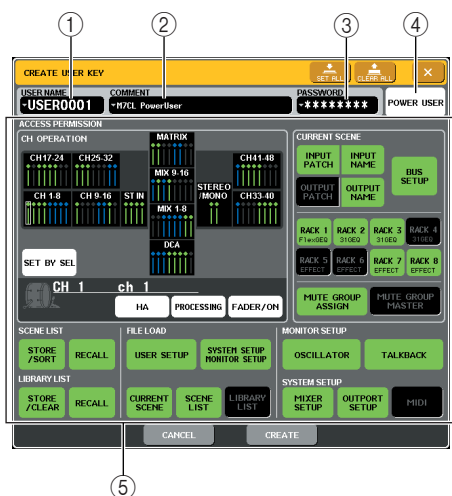 ① ② ③ ④
CREATE USER KEY
SET ALL CLEAR ALL ×
USER NAME COMMENT PASSWORD
USER0001 M7CL PowerUser ******** POWER USER
ACCESS PERMISSION
CH OPERATION
MATRIX
CH17-24 CH25-32 CH41-48
MIX 9-16
CH 1-8 CH 9-16 ST IN STEREO/MONO CH33-40
MIX 1-8
DCA
SET BY SEL
CH 1 ch 1
HA PROCESSING FADER/ON
CURRENT SCENE
INPUT PATCH INPUT NAME
BUS SETUP
OUTPUT PATCH OUTPUT NAME
RACK 1 FlexGEQ RACK 2 31GEQ RACK 3 31GEQ RACK 4 31GEQ
RACK 5 EFFECT RACK 6 EFFECT RACK 7 EFFECT RACK 8 EFFECT
MUTE GROUP ASSIGN MUTE GROUP MASTER
SCENE LIST FILE LOAD MONITOR SETUP
STORE/SORT RECALL USER SETUP SYSTEM SETUP MONITOR SETUP OSCILLATOR TALKBACK
LIBRARY LIST SYSTEM SETUP
STORE/CLEAR RECALL CURRENT SCENE SCENE LIST LIBRARY LIST MIXER SETUP OUTPORT SETUP MIDI
CANCEL CREATE
⑤